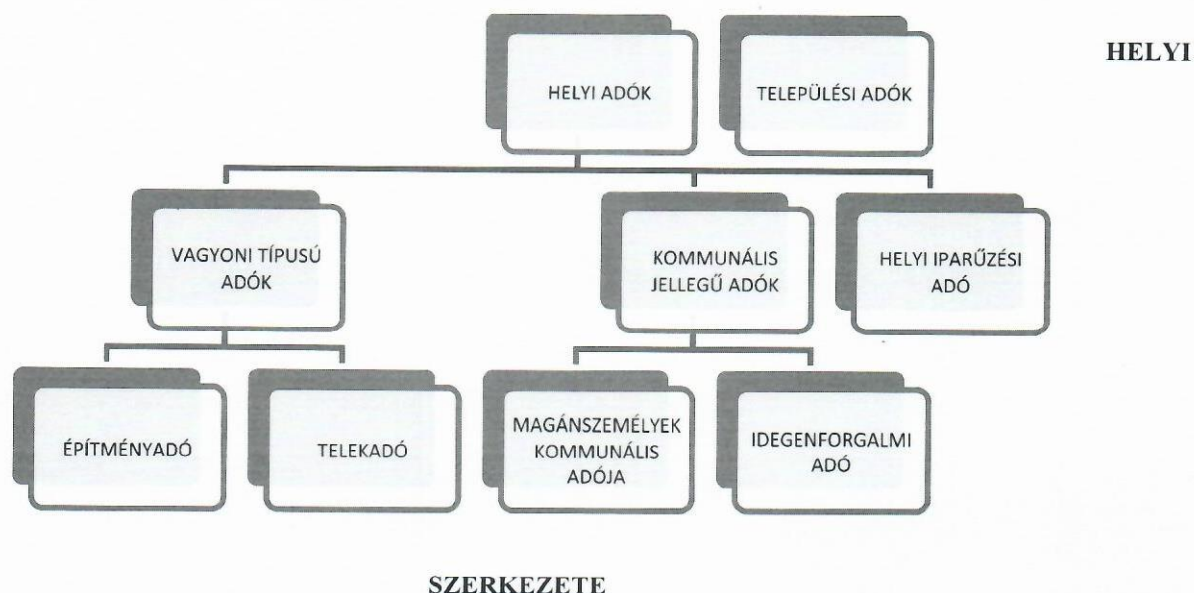 HELYI
HELYI ADÓK
TELEPÜLÉSI ADÓK
VAGYONI TÍPUSÚ
ADÓK
KOMMUNÁLIS
JELLEGŰ ADÓK
HELYI IPARŰZÉSI
ADÓ
ÉPÍTMÉNYADÓ
TELEKADÓ
MAGÁNSZEMÉLYEK
KOMMUNÁLIS
ADÓJA
IDEGENFORGALMI
ADÓ
SZERKEZETE